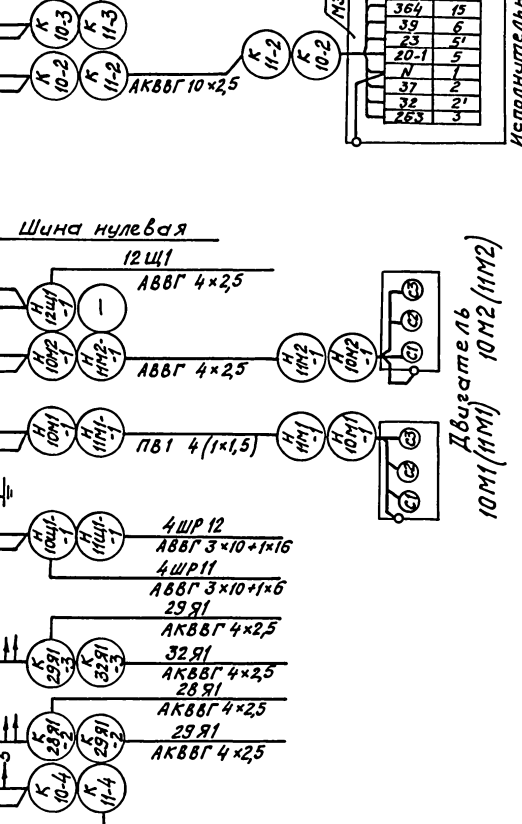 К 10-3
К 11-3
К 10-2
К 11-2
АКВВГ 10×2,5
К 11-2
К 10-2
364 15
39 6
23 5'
20-1 5
N 1
37 2
32 2'
263 3
Шина нулевая
12Щ1
АВВГ 4×2,5
Н 12Щ1 -1
—
Н 10М2 -1
Н 11М2- -1
АВВГ 4×2,5
Н 11М2 -1
Н 10М2 -1
С3
С2
С1
Н 10М1 -1
Н 11М1- -1
ПВ1 4(1×1,5)
Н 11М1 -1
Н 10М1 -1
С3
С2
С1
Двигатель
10М1(11М1) 10М2(11М2)
Н 10Щ1- -1
Н 11Щ1- -1
4ШР12
АВВГ 3×10+1×16
4ШР11
АВВГ 3×10+1×6
29Я1
АКВВГ 4×2,5
К 29Я1 -3
К 32Я1 -3
32Я1
АКВВГ 4×2,5
28Я1
АКВВГ 4×2,5
К 28Я1 -2
К 29Я1 -2
29Я1
АКВВГ 4×2,5
К 10-4
К 11-4